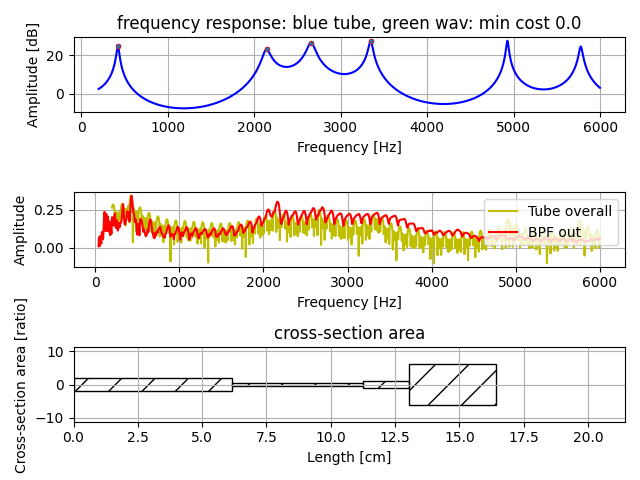 frequency response: blue tube, green wav: min cost 0.0
Amplitude [dB]
20
0
0 1000 2000 3000 4000 5000 6000
Frequency [Hz]
Amplitude
0.25
0.00
Tube overall
BPF out
0 1000 2000 3000 4000 5000 6000
Frequency [Hz]
cross-section area
Cross-section area [ratio]
10
0
−10
0.0 2.5 5.0 7.5 10.0 12.5 15.0 17.5 20.0
Length [cm]